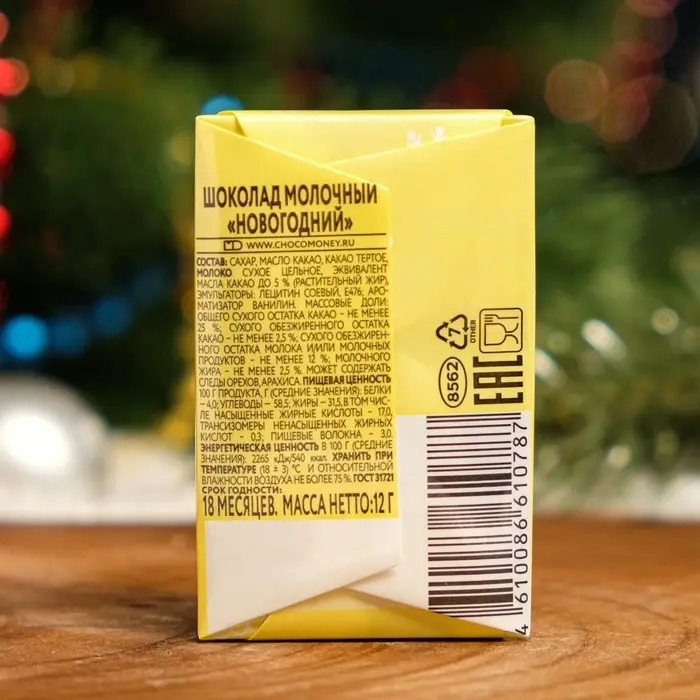 ШОКОЛАД МОЛОЧНЫЙ
«НОВОГОДНИЙ»
WWW.CHOCOMONEY.RU
СОСТАВ: САХАР, МАСЛО КАКАО, КАКАО ТЕРТОЕ,
МОЛОКО СУХОЕ ЦЕЛЬНОЕ, ЭКВИВАЛЕНТ
МАСЛА КАКАО ДО 5 % (РАСТИТЕЛЬНЫЙ ЖИР),
ЭМУЛЬГАТОРЫ: ЛЕЦИТИН СОЕВЫЙ, Е476; АРО-
МАТИЗАТОР ВАНИЛИН. МАССОВЫЕ ДОЛИ:
ОБЩЕГО СУХОГО ОСТАТКА КАКАО - НЕ МЕНЕЕ
25 %; СУХОГО ОБЕЗЖИРЕННОГО ОСТАТКА
КАКАО - НЕ МЕНЕЕ 2,5%; СУХОГО ОБЕЗЖИРЕН-
НОГО ОСТАТКА МОЛОКА И/ИЛИ МОЛОЧНЫХ
ПРОДУКТОВ - НЕ МЕНЕЕ 12 %; МОЛОЧНОГО
ЖИРА - НЕ МЕНЕЕ 2,5 %. МОЖЕТ СОДЕРЖАТЬ
СЛЕДЫ ОРЕХОВ, АРАХИСА. ПИЩЕВАЯ ЦЕННОСТЬ
100 Г ПРОДУКТА, Г (СРЕДНИЕ ЗНАЧЕНИЯ): БЕЛКИ
– 4,0; УГЛЕВОДЫ – 58,5; ЖИРЫ – 31,5, В ТОМ ЧИС-
ЛЕ НАСЫЩЕННЫЕ ЖИРНЫЕ КИСЛОТЫ - 17,0,
ТРАНСИЗОМЕРЫ НЕНАСЫЩЕННЫХ ЖИРНЫХ
КИСЛОТ - 0,3; ПИЩЕВЫЕ ВОЛОКНА - 3,0.
ЭНЕРГЕТИЧЕСКАЯ ЦЕННОСТЬ В 100 Г (СРЕДНИЕ
ЗНАЧЕНИЯ): 2265 кДж/540 ккал. ХРАНИТЬ ПРИ
ТЕМПЕРАТУРЕ (18 ± 3) °C И ОТНОСИТЕЛЬНОЙ
ВЛАЖНОСТИ ВОЗДУХА НЕ БОЛЕЕ 75 %. ГОСТ 31721
СРОК ГОДНОСТИ:
18 МЕСЯЦЕВ. МАССА НЕТТО:12 Г
7
OTHER
8562
EAC
4 610086 610787